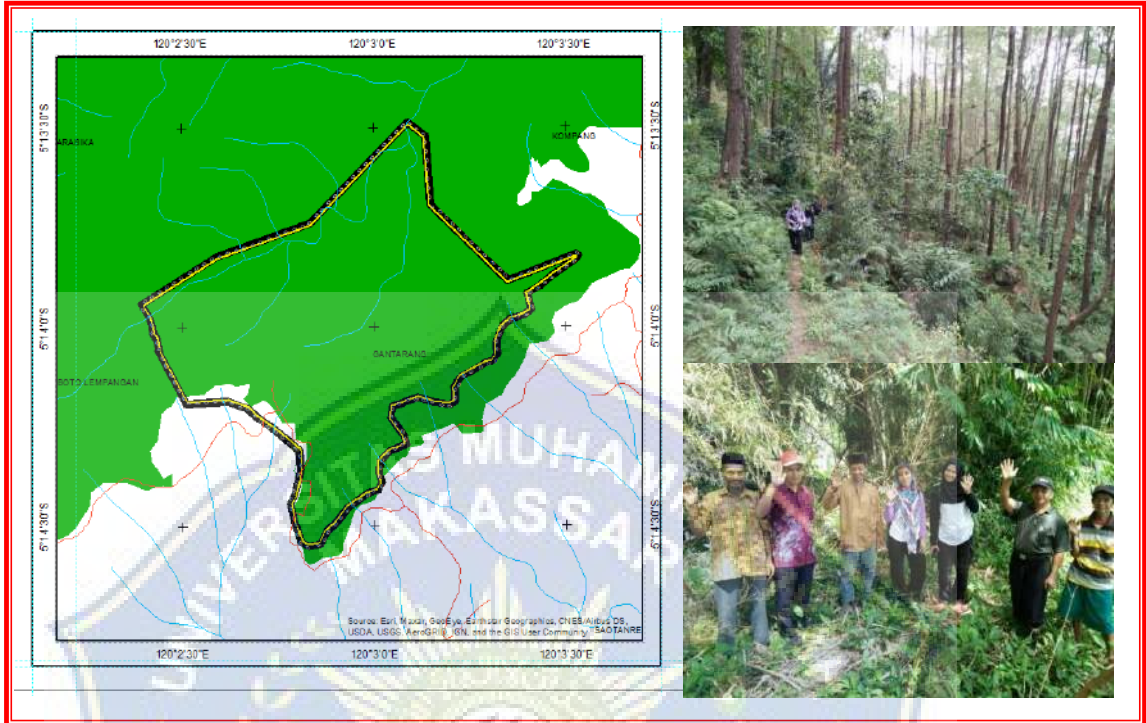 120°2'30"E 120°3'0"E 120°3'30"E
5°13'30"S 5°13'30"S
ARABIKA
KOMPANG
5°14'0"S 5°14'0"S
GANTARANG
BOTO LEMPANGAN
UNIVERSITAS MUHAM
MAKASSAR
5°14'30"S 5°14'30"S
Source: Esri, Maxar, GeoEye, Earthstar Geographics, CNES/Airbus DS,
USDA, USGS, AeroGRID, IGN, and the GIS User Community
SAOTANRE
120°2'30"E 120°3'0"E 120°3'30"E